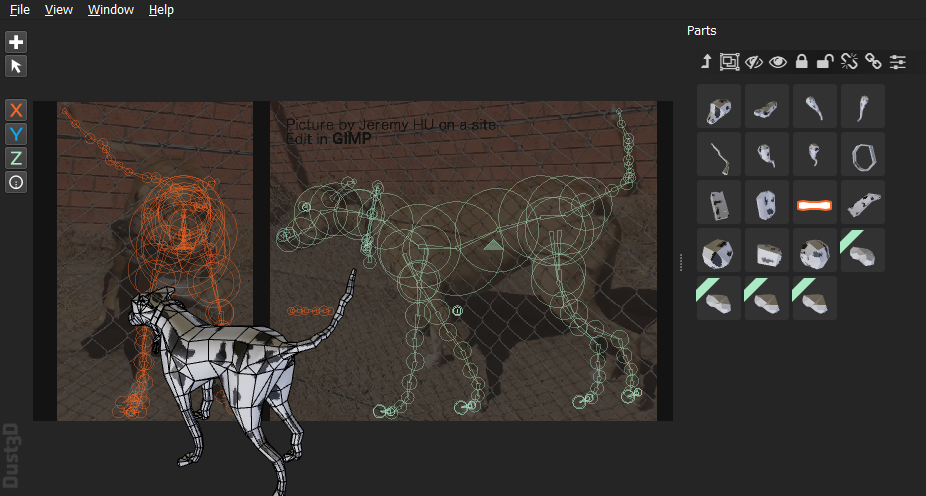 File View Window Help
Parts
X
Y
Z
Picture by Jeremy HU on a site
Edit in GIMP
Dust3D